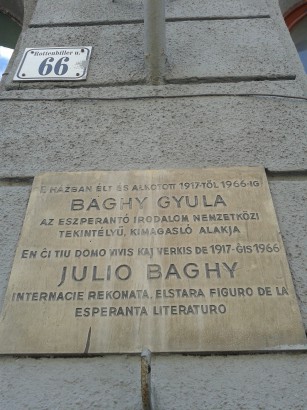 Rottenbiller u.
66
E HÁZBAN ÉLT ÉS ALKOTOTT 1917-TŐL 1966-IG
BAGHY GYULA
AZ ESZPERANTÓ IRODALOM NEMZETKÖZI
TEKINTÉLYŰ, KIMAGASLÓ ALAKJA
EN ĈI TIU DOMO VIVIS KAJ VERKIS DE 1917-ĜIS 1966
JULIO BAGHY
INTERNACIE REKONATA, ELSTARA FIGURO DE LA
ESPERANTA LITERATURO